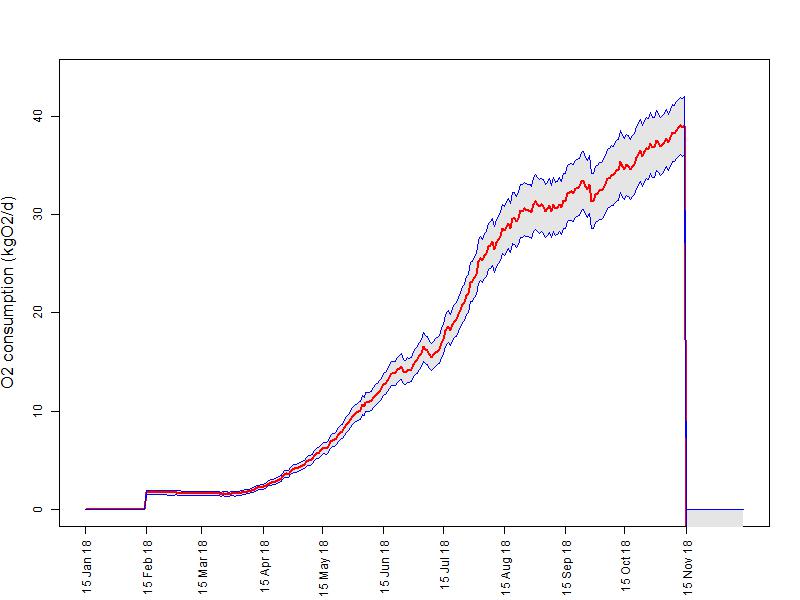 O2 consumption (kgO2/d)
40
30
20
10
0
15 Jan 18
15 Feb 18
15 Mar 18
15 Apr 18
15 May 18
15 Jun 18
15 Jul 18
15 Aug 18
15 Sep 18
15 Oct 18
15 Nov 18